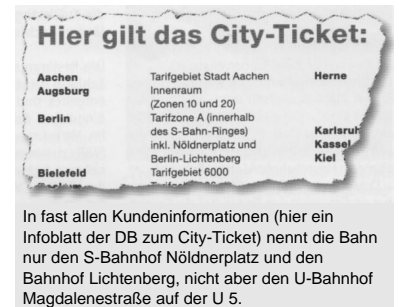 Hier gilt das City-Ticket:
Aachen Tarifgebiet Stadt Aachen Herne
Augsburg Innenraum
(Zonen 10 und 20)
Berlin Tarifzone A (innerhalb
des S-Bahn-Ringes) Karlsruh
inkl. Nöldnerplatz und Kassel
Berlin-Lichtenberg Kiel
Bielefeld Tarifgebiet 6000
In fast allen Kundeninformationen (hier ein
Infoblatt der DB zum City-Ticket) nennt die Bahn
nur den S-Bahnhof Nöldnerplatz und den
Bahnhof Lichtenberg, nicht aber den U-Bahnhof
Magdalenestraße auf der U 5.